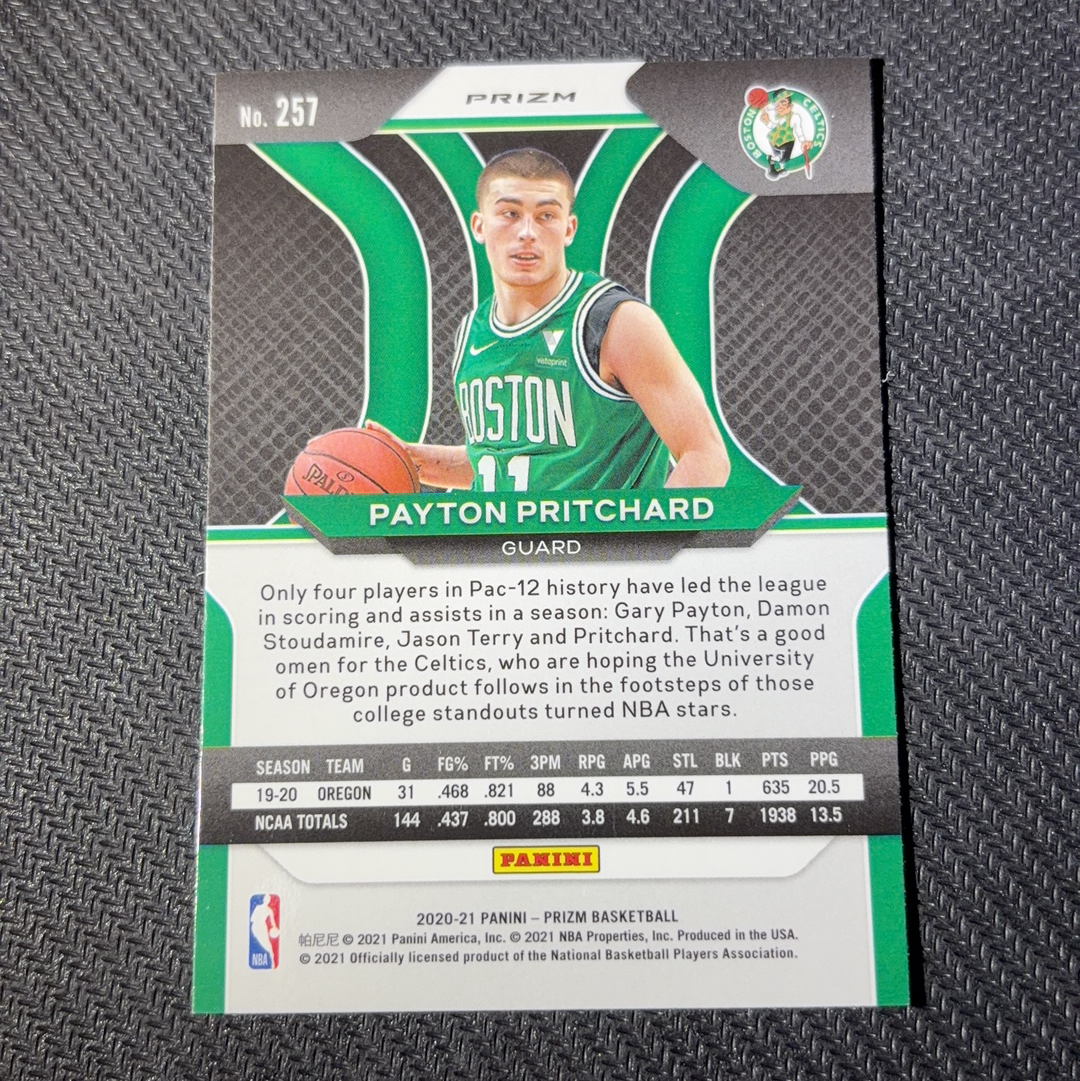 No. 257
PRIZM
BOSTON CELTICS
vistaprint
BOSTON
11
SPALD
PAYTON PRITCHARD
GUARD
Only four players in Pac-12 history have led the league
in scoring and assists in a season: Gary Payton, Damon
Stoudamire, Jason Terry and Pritchard. That's a good
omen for the Celtics, who are hoping the University
of Oregon product follows in the footsteps of those
college standouts turned NBA stars.
SEASON TEAM G FG% FT% 3PM RPG APG STL BLK PTS PPG
19-20 OREGON 31 .468 .821 88 4.3 5.5 47 1 635 20.5
NCAA TOTALS 144 .437 .800 288 3.8 4.6 211 7 1938 13.5
PANINI
2020-21 PANINI – PRIZM BASKETBALL
帕尼尼 © 2021 Panini America, Inc. © 2021 NBA Properties, Inc. Produced in the USA.
© 2021 Officially licensed product of the National Basketball Players Association.
NBA